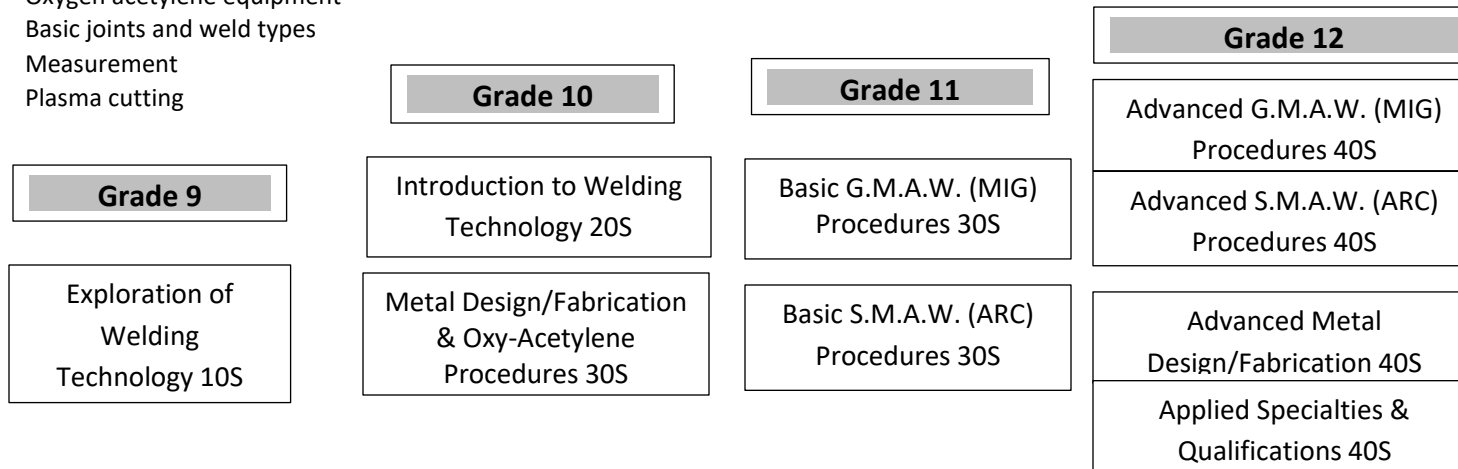 Oxygen acetylene equipment
Basic joints and weld types
Measurement
Plasma cutting
Grade 9
Exploration of
Welding
Technology 10S
Grade 10
Introduction to Welding
Technology 20S
Metal Design/Fabrication
& Oxy-Acetylene
Procedures 30S
Grade 11
Basic G.M.A.W. (MIG)
Procedures 30S
Basic S.M.A.W. (ARC)
Procedures 30S
Grade 12
Advanced G.M.A.W. (MIG)
Procedures 40S
Advanced S.M.A.W. (ARC)
Procedures 40S
Advanced Metal
Design/Fabrication 40S
Applied Specialties &
Qualifications 40S